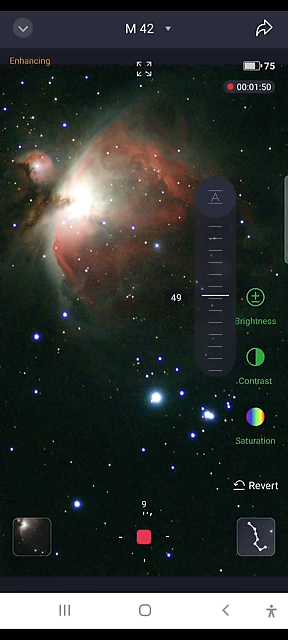 M 42
Enhancing
75
00:01:50
A
49
Brightness
Contrast
Saturation
Revert
9